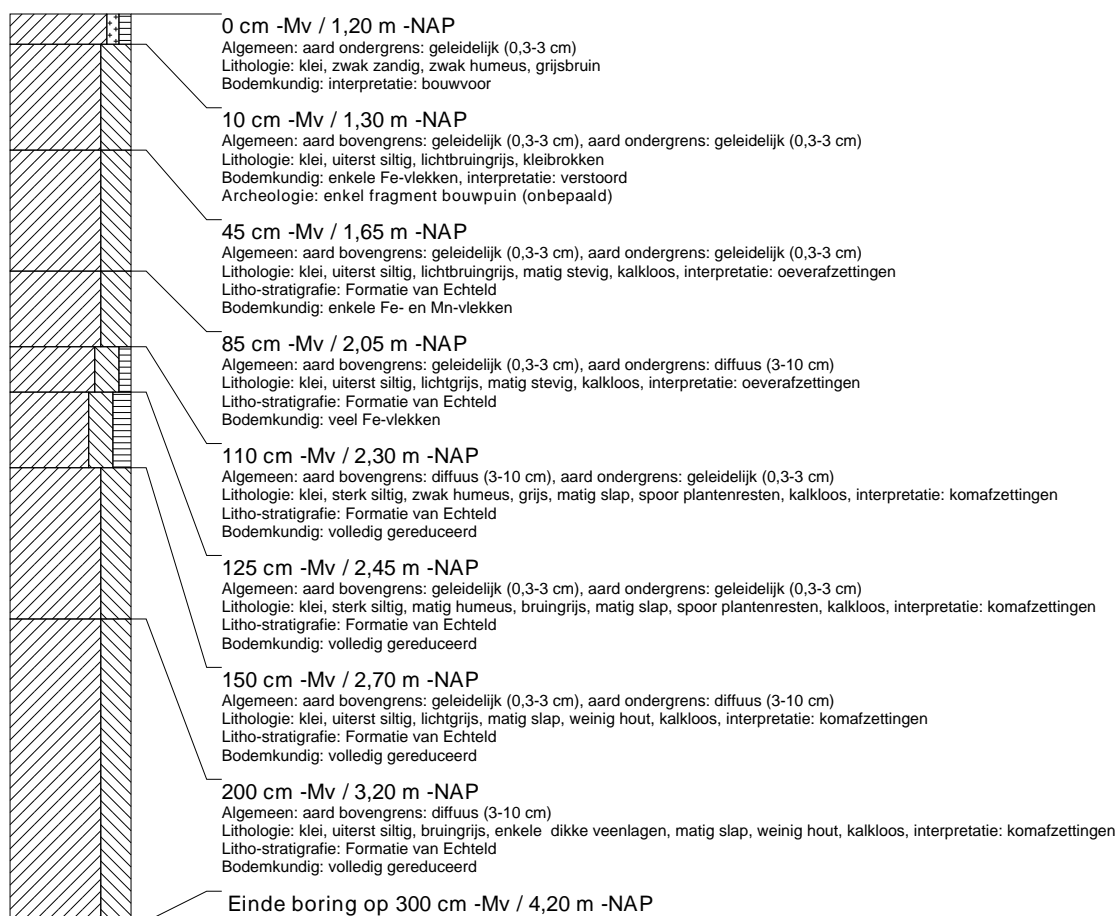 0 cm -Mv / 1,20 m -NAP
Algemeen: aard ondergrens: geleidelijk (0,3-3 cm)
Lithologie: klei, zwak zandig, zwak humeus, grijsbruin
Bodemkundig: interpretatie: bouwvoor
10 cm -Mv / 1,30 m -NAP
Algemeen: aard bovengrens: geleidelijk (0,3-3 cm), aard ondergrens: geleidelijk (0,3-3 cm)
Lithologie: klei, uiterst siltig, lichtbruingrijs, kleibrokken
Bodemkundig: enkele Fe-vlekken, interpretatie: verstoord
Archeologie: enkel fragment bouwpuin (onbepaald)
45 cm -Mv / 1,65 m -NAP
Algemeen: aard bovengrens: geleidelijk (0,3-3 cm), aard ondergrens: geleidelijk (0,3-3 cm)
Lithologie: klei, uiterst siltig, lichtbruingrijs, matig stevig, kalkloos, interpretatie: oeverafzettingen
Litho-stratigrafie: Formatie van Echteld
Bodemkundig: enkele Fe- en Mn-vlekken
85 cm -Mv / 2,05 m -NAP
Algemeen: aard bovengrens: geleidelijk (0,3-3 cm), aard ondergrens: diffuus (3-10 cm)
Lithologie: klei, uiterst siltig, lichtgrijs, matig stevig, kalkloos, interpretatie: oeverafzettingen
Litho-stratigrafie: Formatie van Echteld
Bodemkundig: veel Fe-vlekken
110 cm -Mv / 2,30 m -NAP
Algemeen: aard bovengrens: diffuus (3-10 cm), aard ondergrens: geleidelijk (0,3-3 cm)
Lithologie: klei, sterk siltig, zwak humeus, grijs, matig slap, spoor plantenresten, kalkloos, interpretatie: komafzettingen
Litho-stratigrafie: Formatie van Echteld
Bodemkundig: volledig gereduceerd
125 cm -Mv / 2,45 m -NAP
Algemeen: aard bovengrens: geleidelijk (0,3-3 cm), aard ondergrens: geleidelijk (0,3-3 cm)
Lithologie: klei, sterk siltig, matig humeus, bruingrijs, matig slap, spoor plantenresten, kalkloos, interpretatie: komafzettingen
Litho-stratigrafie: Formatie van Echteld
Bodemkundig: volledig gereduceerd
150 cm -Mv / 2,70 m -NAP
Algemeen: aard bovengrens: geleidelijk (0,3-3 cm), aard ondergrens: diffuus (3-10 cm)
Lithologie: klei, uiterst siltig, lichtgrijs, matig slap, weinig hout, kalkloos, interpretatie: komafzettingen
Litho-stratigrafie: Formatie van Echteld
Bodemkundig: volledig gereduceerd
200 cm -Mv / 3,20 m -NAP
Algemeen: aard bovengrens: diffuus (3-10 cm)
Lithologie: klei, uiterst siltig, bruingrijs, enkele dikke veenlagen, matig slap, weinig hout, kalkloos, interpretatie: komafzettingen
Litho-stratigrafie: Formatie van Echteld
Bodemkundig: volledig gereduceerd
Einde boring op 300 cm -Mv / 4,20 m -NAP